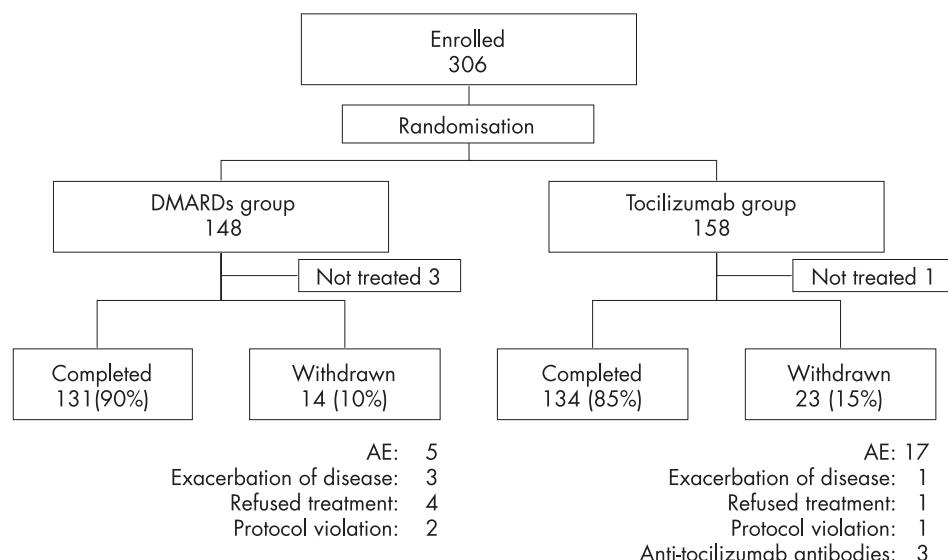 Enrolled
306
Randomisation
DMARDs group
148
Tocilizumab group
158
Not treated 3
Not treated 1
Completed
131(90%)
Withdrawn
14 (10%)
Completed
134 (85%)
Withdrawn
23 (15%)
AE: 5
Exacerbation of disease: 3
Refused treatment: 4
Protocol violation: 2
AE: 17
Exacerbation of disease: 1
Refused treatment: 1
Protocol violation: 1
Anti-tocilizumab antibodies: 3